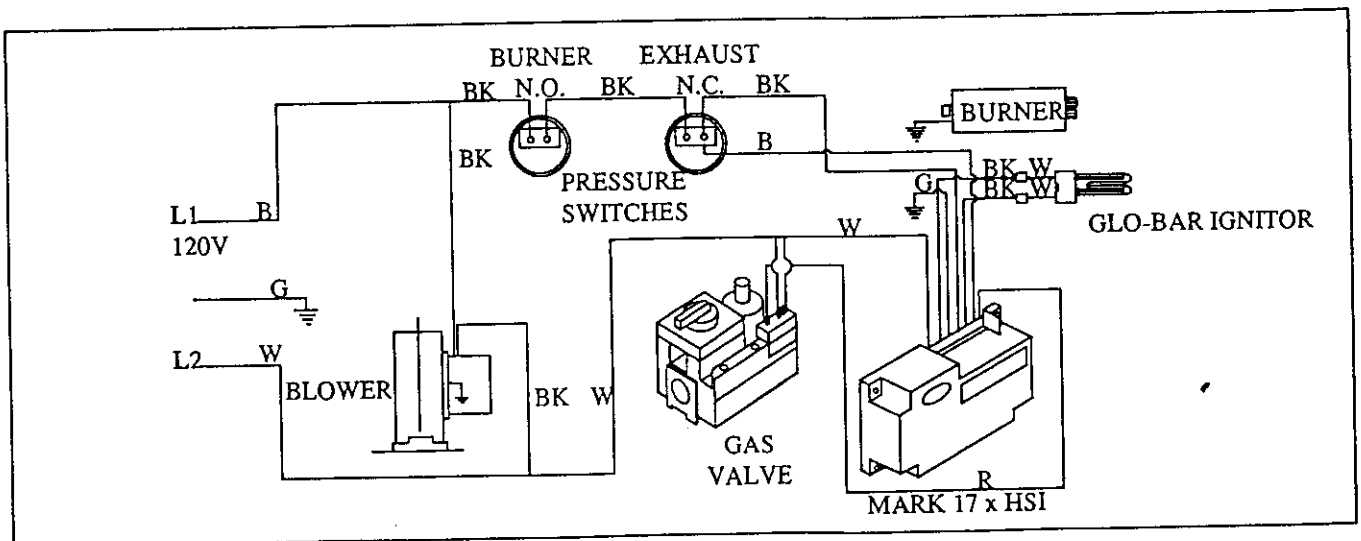 BURNER EXHAUST
BK N.O. BK N.C. BK
BURNER
BK
B
PRESSURE
SWITCHES
BK W
G BK W
GLO-BAR IGNITOR
L1 B
120V
W
G
L2 W
BLOWER
BK W
GAS
VALVE
R
MARK 17 x HSI